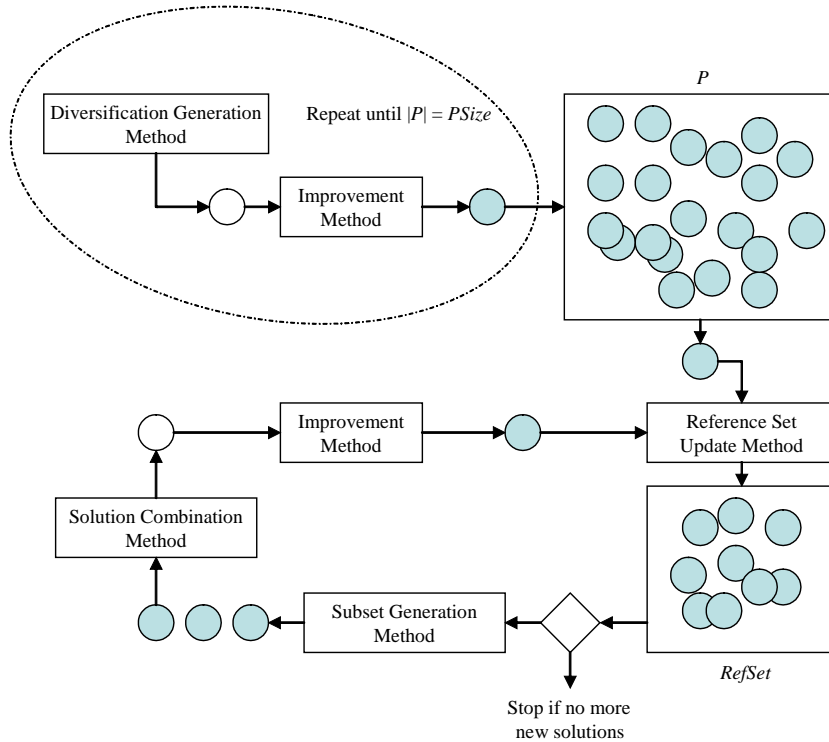 P
Diversification Generation
Method
Repeat until |P| = PSize
Improvement
Method
Improvement
Method
Reference Set
Update Method
Solution Combination
Method
Subset Generation
Method
RefSet
Stop if no more
new solutions